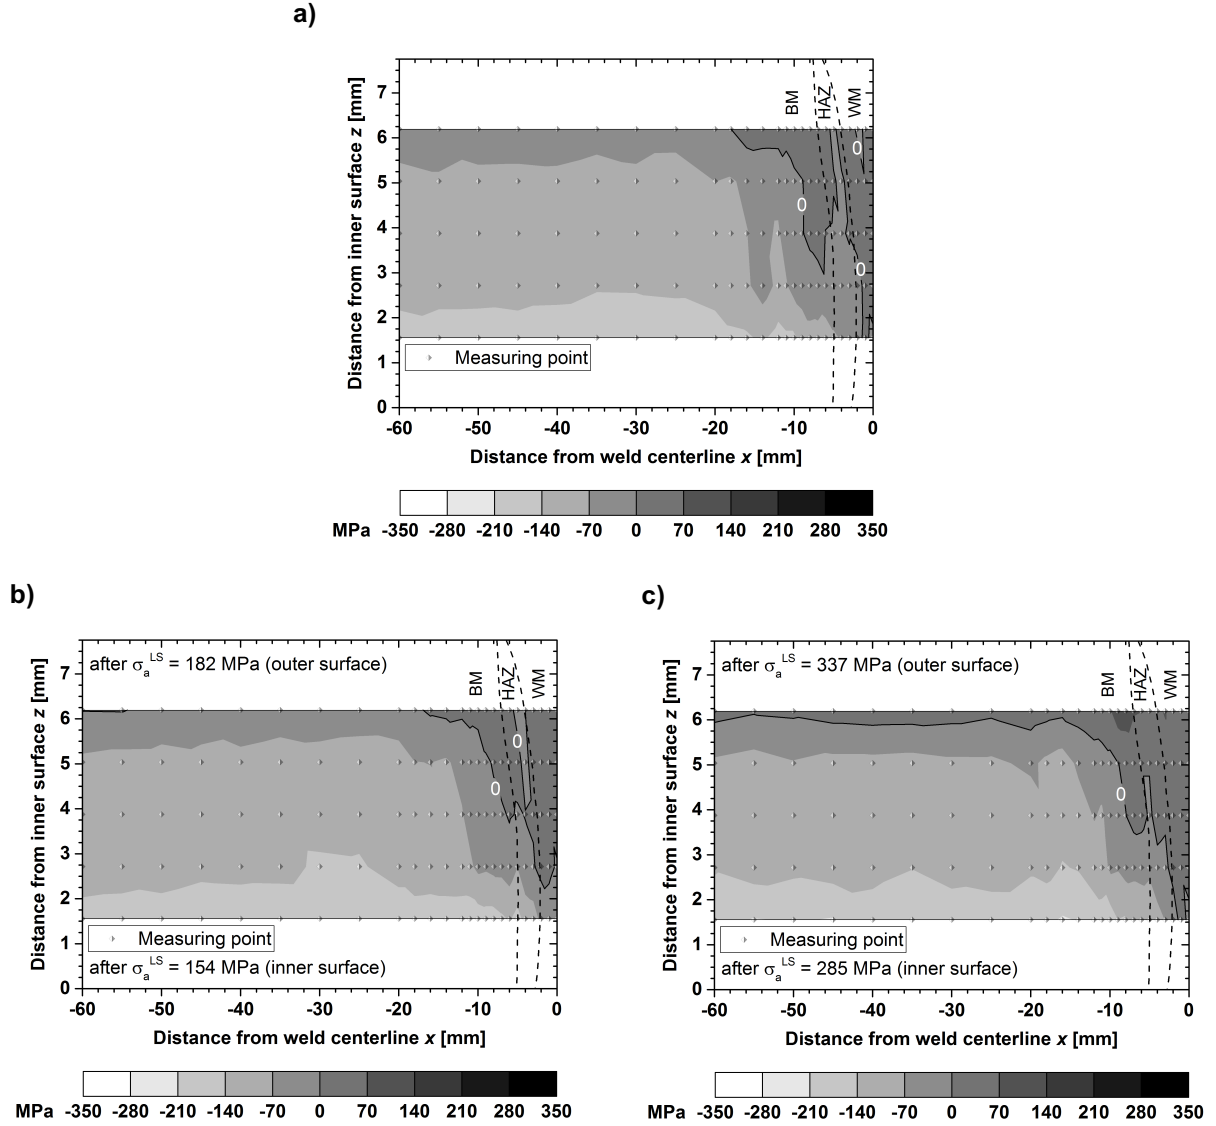 a)
Distance from inner surface z [mm]
7
6
5
4
3
2
1
0
BM
HAZ
WM
0
0
0
Measuring point
-60 -50 -40 -30 -20 -10 0
Distance from weld centerline x [mm]
MPa -350 -280 -210 -140 -70 0 70 140 210 280 350
b)
Distance from inner surface z [mm]
7
6
5
4
3
2
1
0
after σaLS = 182 MPa (outer surface)
BM
HAZ
WM
0
0
Measuring point
after σaLS = 154 MPa (inner surface)
-60 -50 -40 -30 -20 -10 0
Distance from weld centerline x [mm]
MPa -350 -280 -210 -140 -70 0 70 140 210 280 350
c)
Distance from inner surface z [mm]
7
6
5
4
3
2
1
0
after σaLS = 337 MPa (outer surface)
BM
HAZ
WM
0
Measuring point
after σaLS = 285 MPa (inner surface)
-60 -50 -40 -30 -20 -10 0
Distance from weld centerline x [mm]
MPa -350 -280 -210 -140 -70 0 70 140 210 280 350